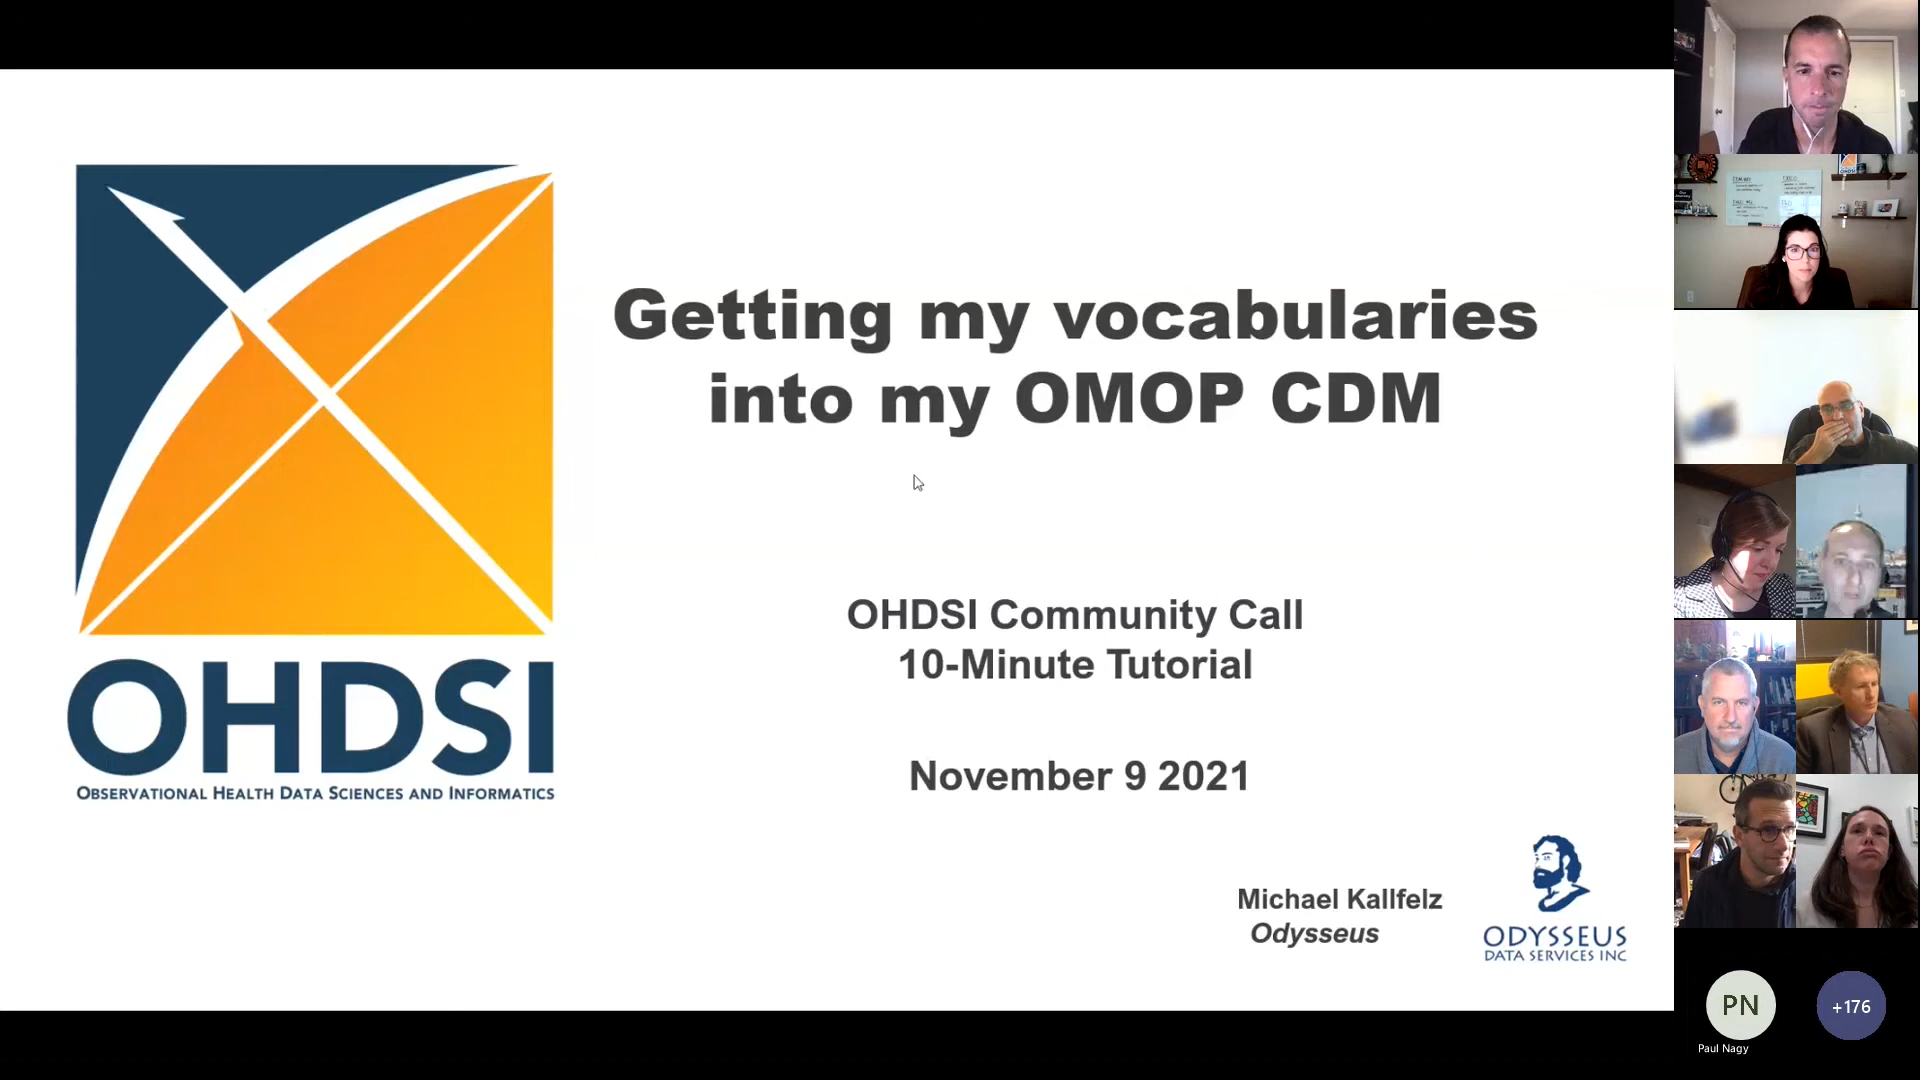 Getting my vocabularies
into my OMOP CDM
OHDSI Community Call
10-Minute Tutorial
November 9 2021
Michael Kallfelz
Odysseus
ODYSSEUS
DATA SERVICES INC
OHDSI
OBSERVATIONAL HEALTH DATA SCIENCES AND INFORMATICS
OHDSI
PN
+176
Paul Nagy